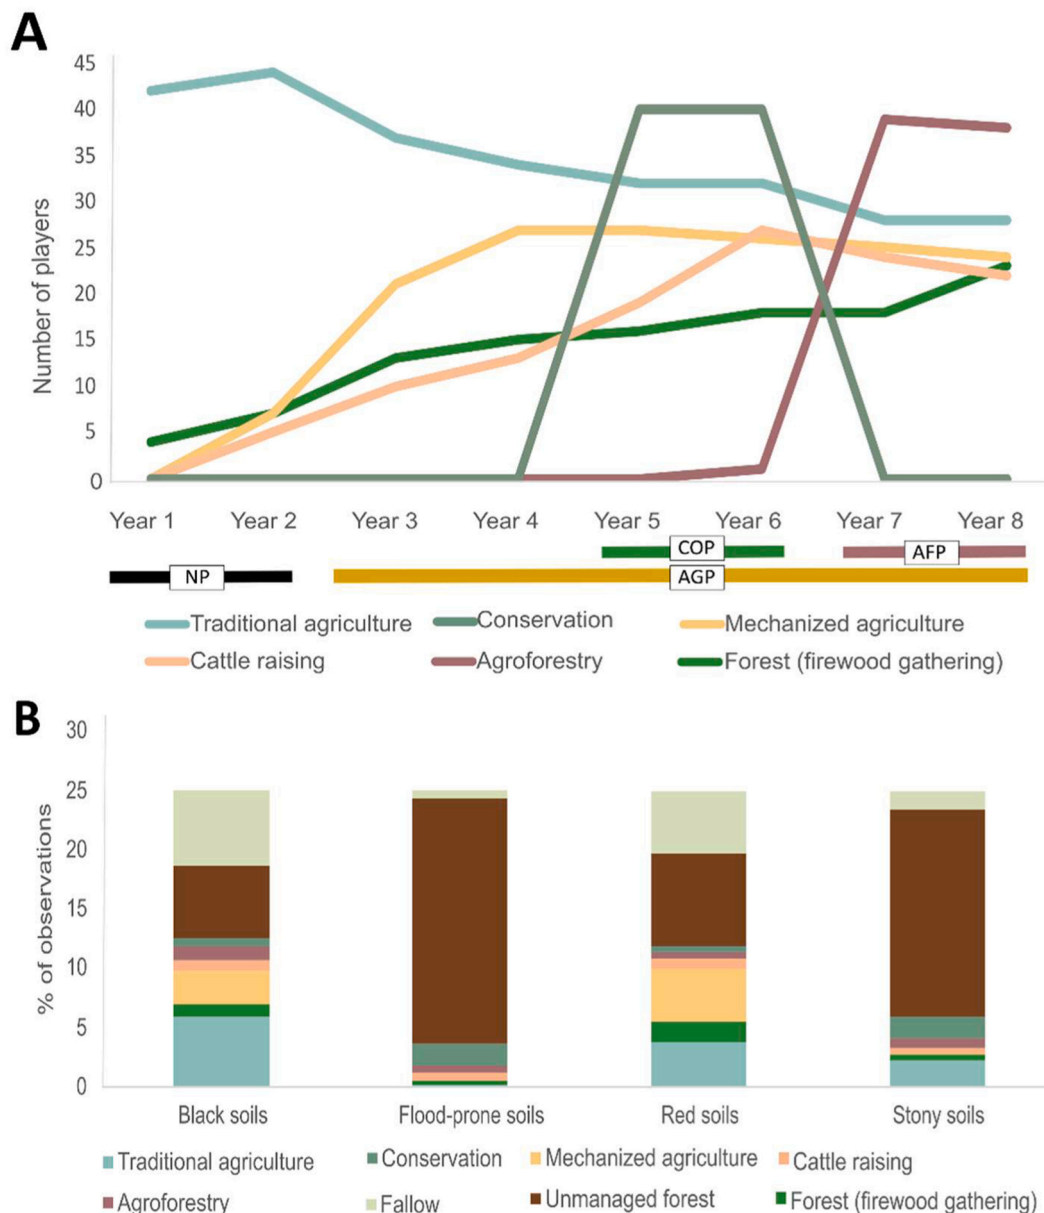 A
45
40
35
30
25
20
15
10
5
0
Number of players
Year 1 Year 2 Year 3 Year 4 Year 5 Year 6 Year 7 Year 8
COP AFP
NP AGP
Traditional agriculture Conservation Mechanized agriculture
Cattle raising Agroforestry Forest (firewood gathering)
B
30
25
20
15
10
5
0
% of observations
Black soils Flood-prone soils Red soils Stony soils
Traditional agriculture Conservation Mechanized agriculture Cattle raising
Agroforestry Fallow Unmanaged forest Forest (firewood gathering)